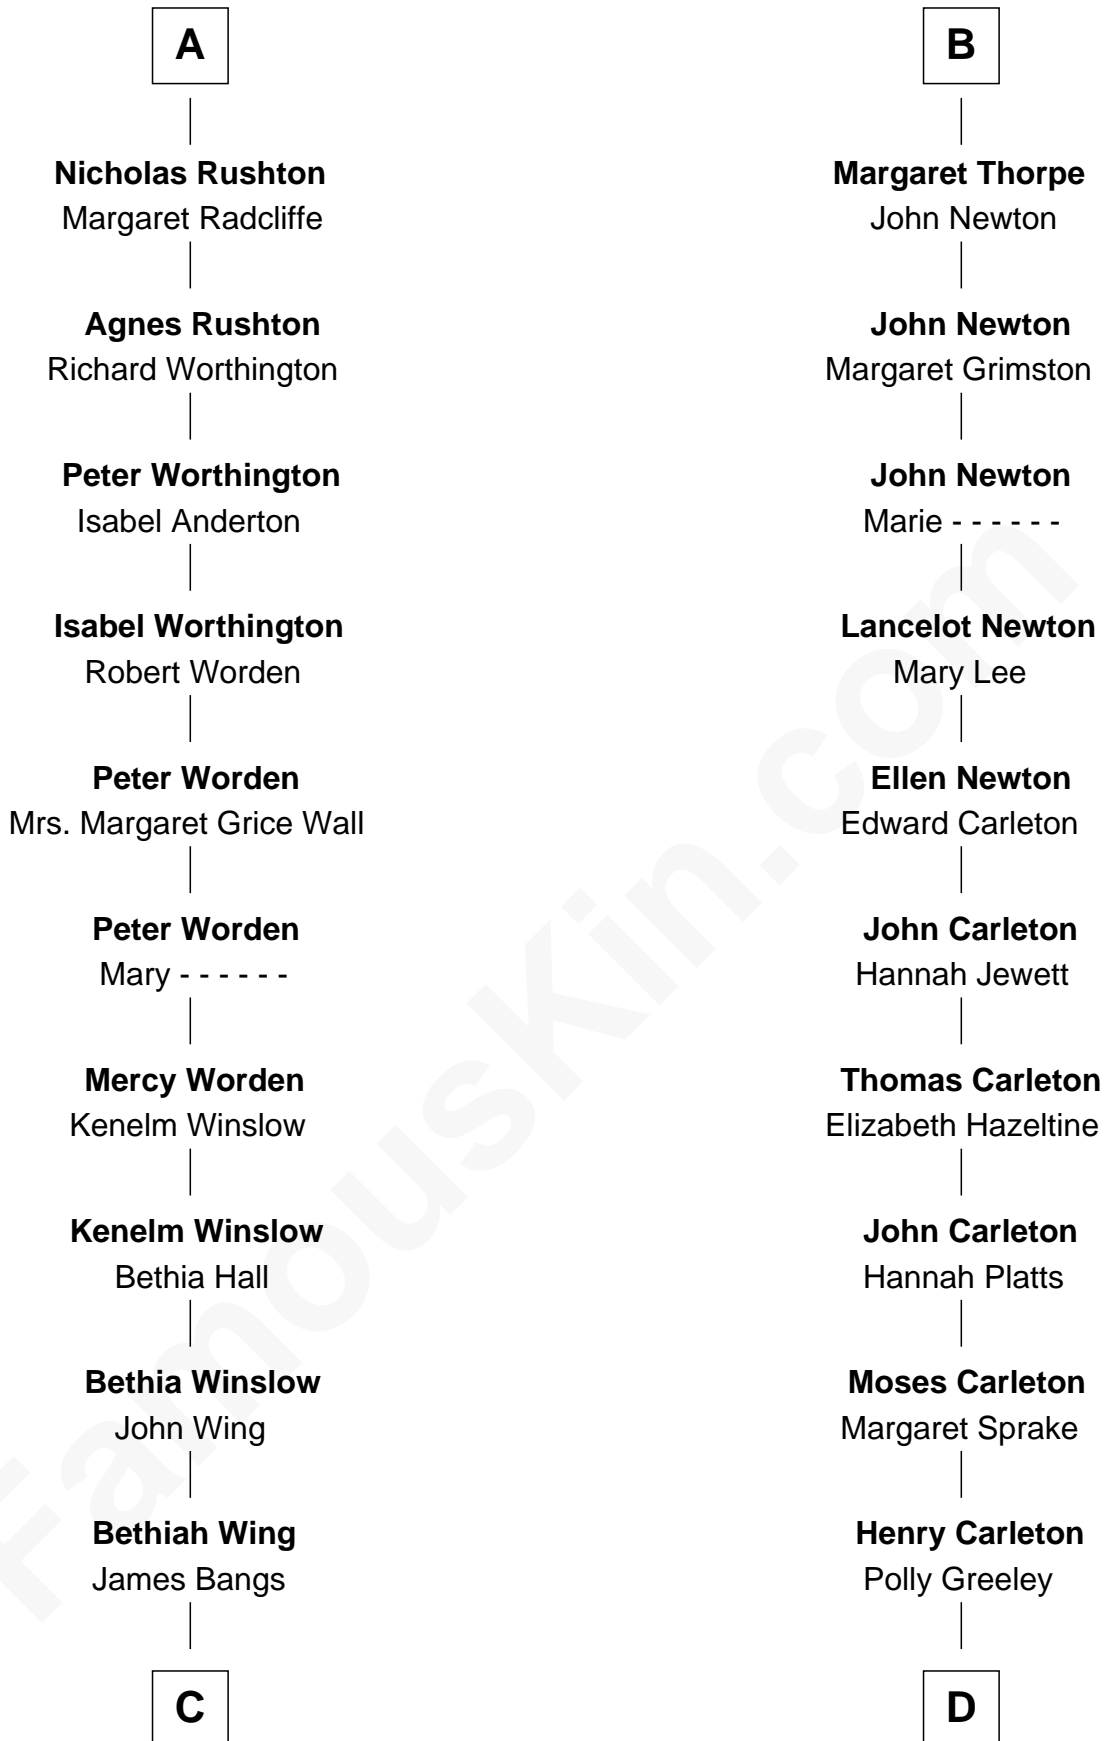 A
Nicholas Rushton
Margaret Radcliffe
Agnes Rushton
Richard Worthington
Peter Worthington
Isabel Anderton
Isabel Worthington
Robert Worden
Peter Worden
Mrs. Margaret Grice Wall
Peter Worden
Mary - - - - - -
Mercy Worden
Kenelm Winslow
Kenelm Winslow
Bethia Hall
Bethia Winslow
John Wing
Bethiah Wing
James Bangs
C
B
Margaret Thorpe
John Newton
John Newton
Margaret Grimston
John Newton
Marie - - - - - -
Lancelot Newton
Mary Lee
Ellen Newton
Edward Carleton
John Carleton
Hannah Jewett
Thomas Carleton
Elizabeth Hazeltine
John Carleton
Hannah Platts
Moses Carleton
Margaret Sprake
Henry Carleton
Polly Greeley
D
FamousKin.com